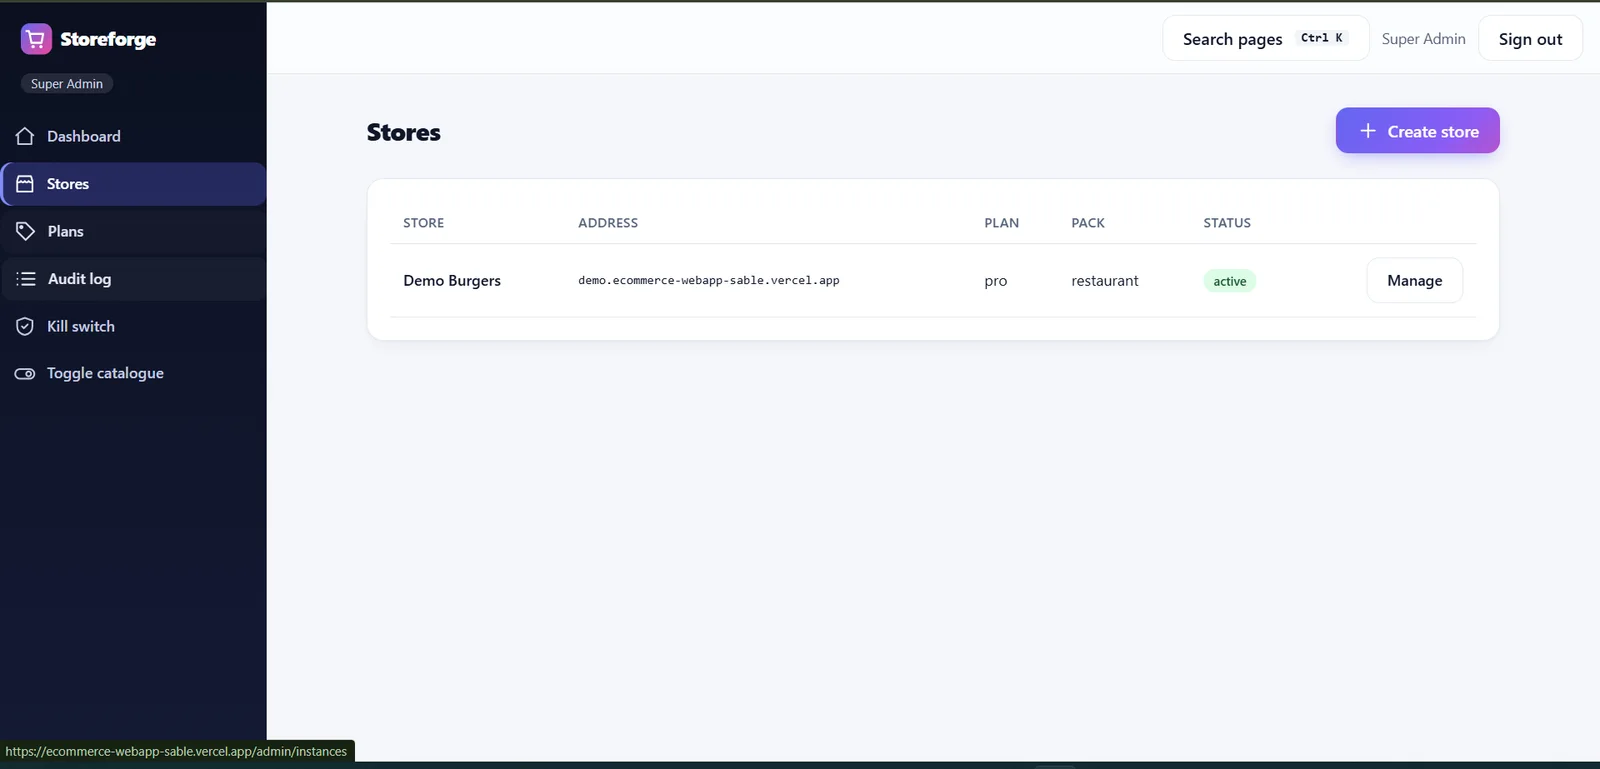 Storeforge
Super Admin
Dashboard
Stores
Plans
Audit log
Kill switch
Toggle catalogue
Search pages Ctrl K Super Admin Sign out
Stores
+ Create store
STORE ADDRESS PLAN PACK STATUS
Demo Burgers demo.ecommerce-webapp-sable.vercel.app pro restaurant active Manage
https://ecommerce-webapp-sable.vercel.app/admin/instances